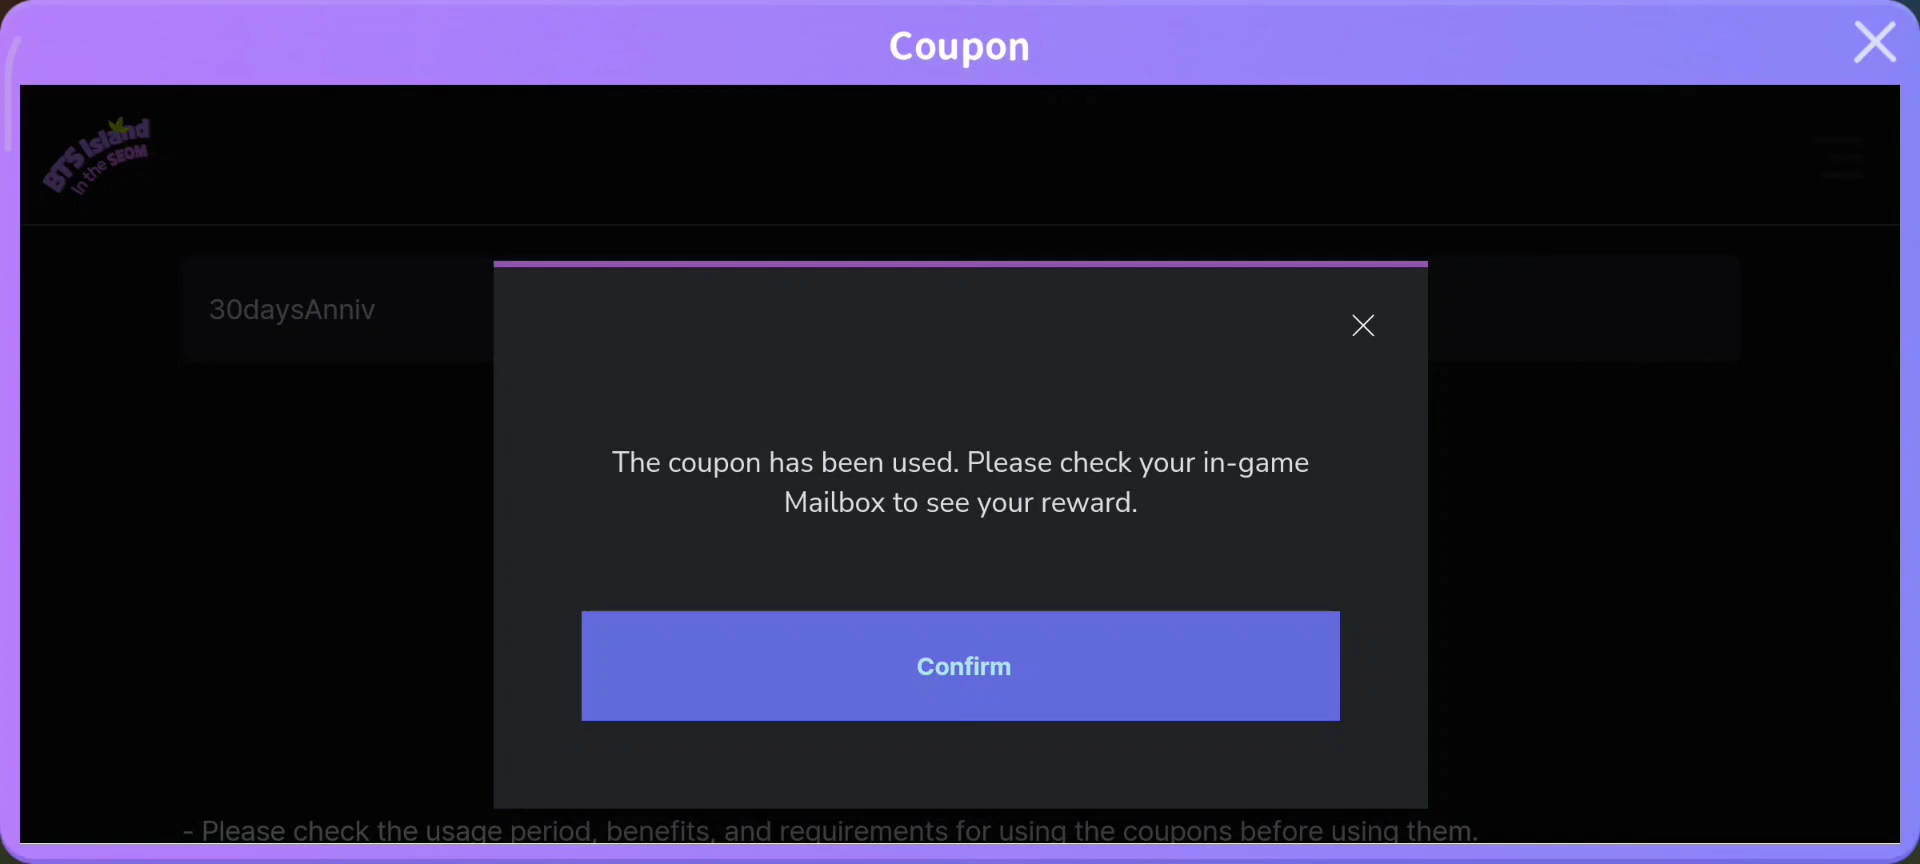 Coupon
BTS Island
In the SEOM
30daysAnniv
The coupon has been used. Please check your in-game
Mailbox to see your reward.
Confirm
- Please check the usage period, benefits, and requirements for using the coupons before using them.